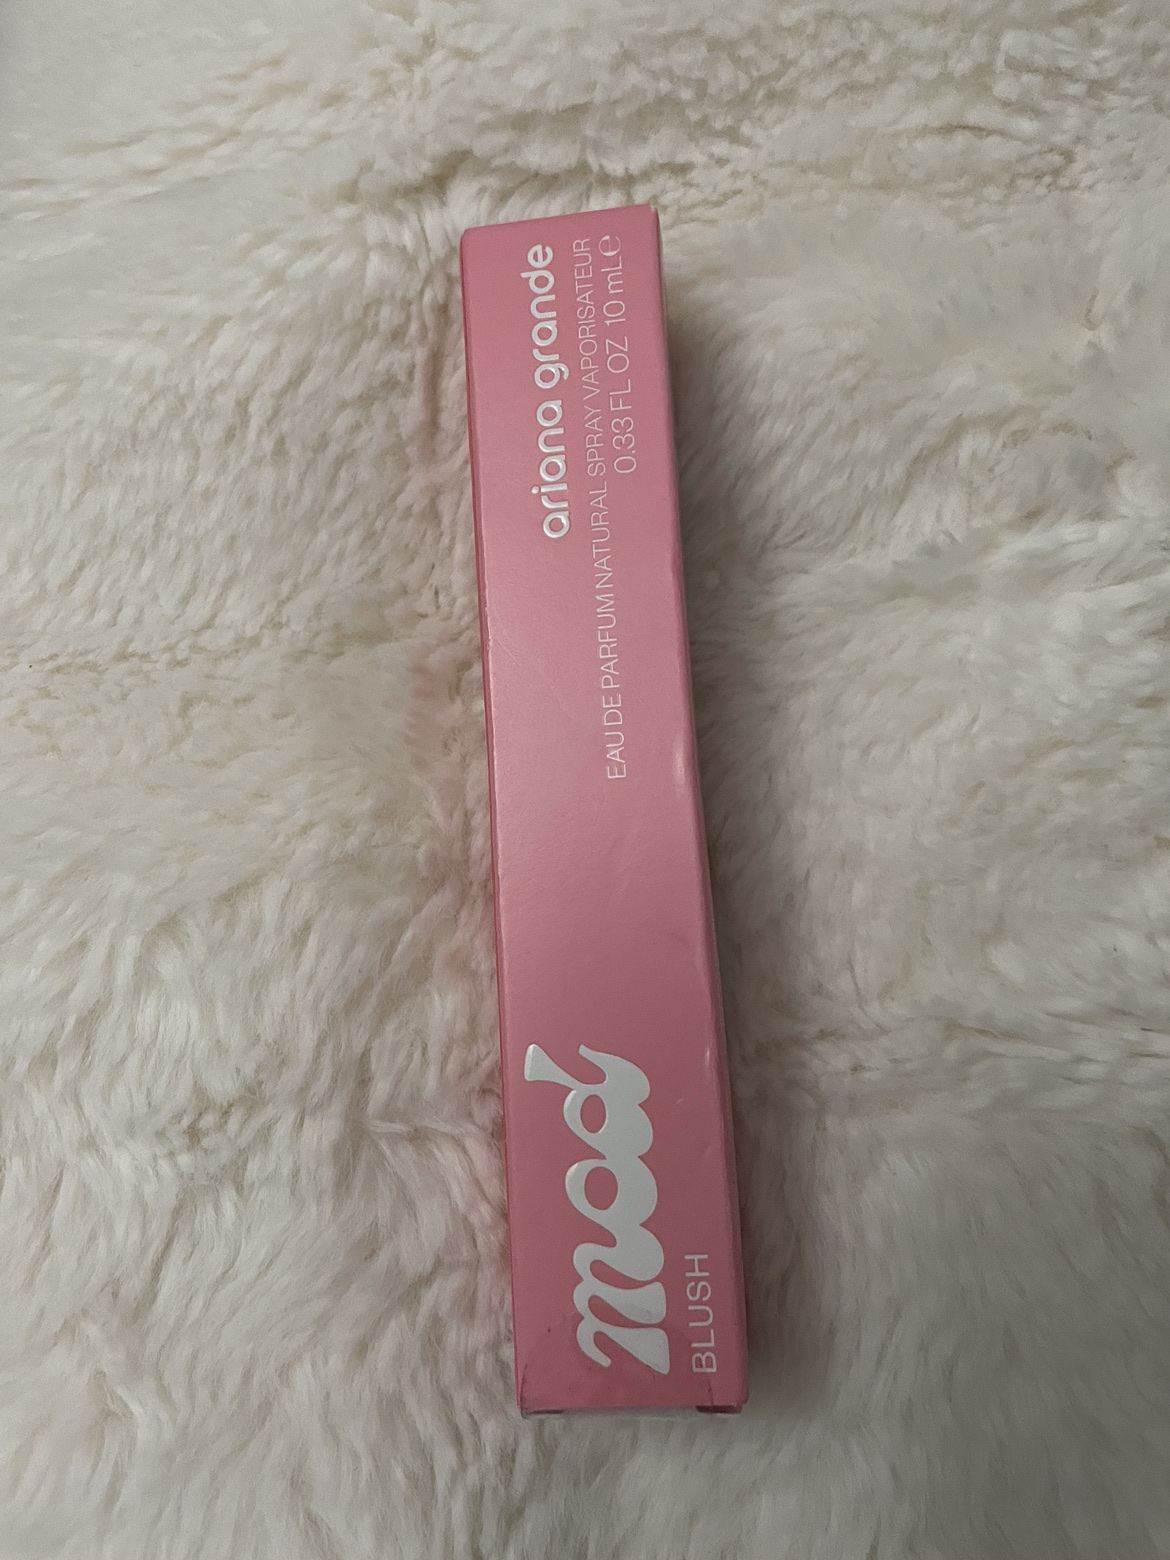 ariana grande
EAU DE PARFUM NATURAL SPRAY VAPORISATEUR
0.33 FL OZ 10 mL℮
mod
BLUSH